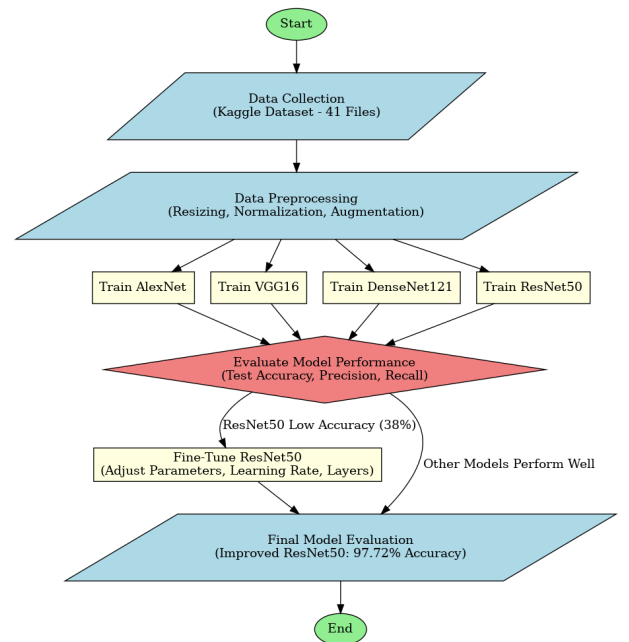 Start
Data Collection
(Kaggle Dataset - 41 Files)
Data Preprocessing
(Resizing, Normalization, Augmentation)
Train AlexNet
Train VGG16
Train DenseNet121
Train ResNet50
Evaluate Model Performance
(Test Accuracy, Precision, Recall)
ResNet50 Low Accuracy (38%)
Fine-Tune ResNet50
(Adjust Parameters, Learning Rate, Layers)
Other Models Perform Well
Final Model Evaluation
(Improved ResNet50: 97.72% Accuracy)
End